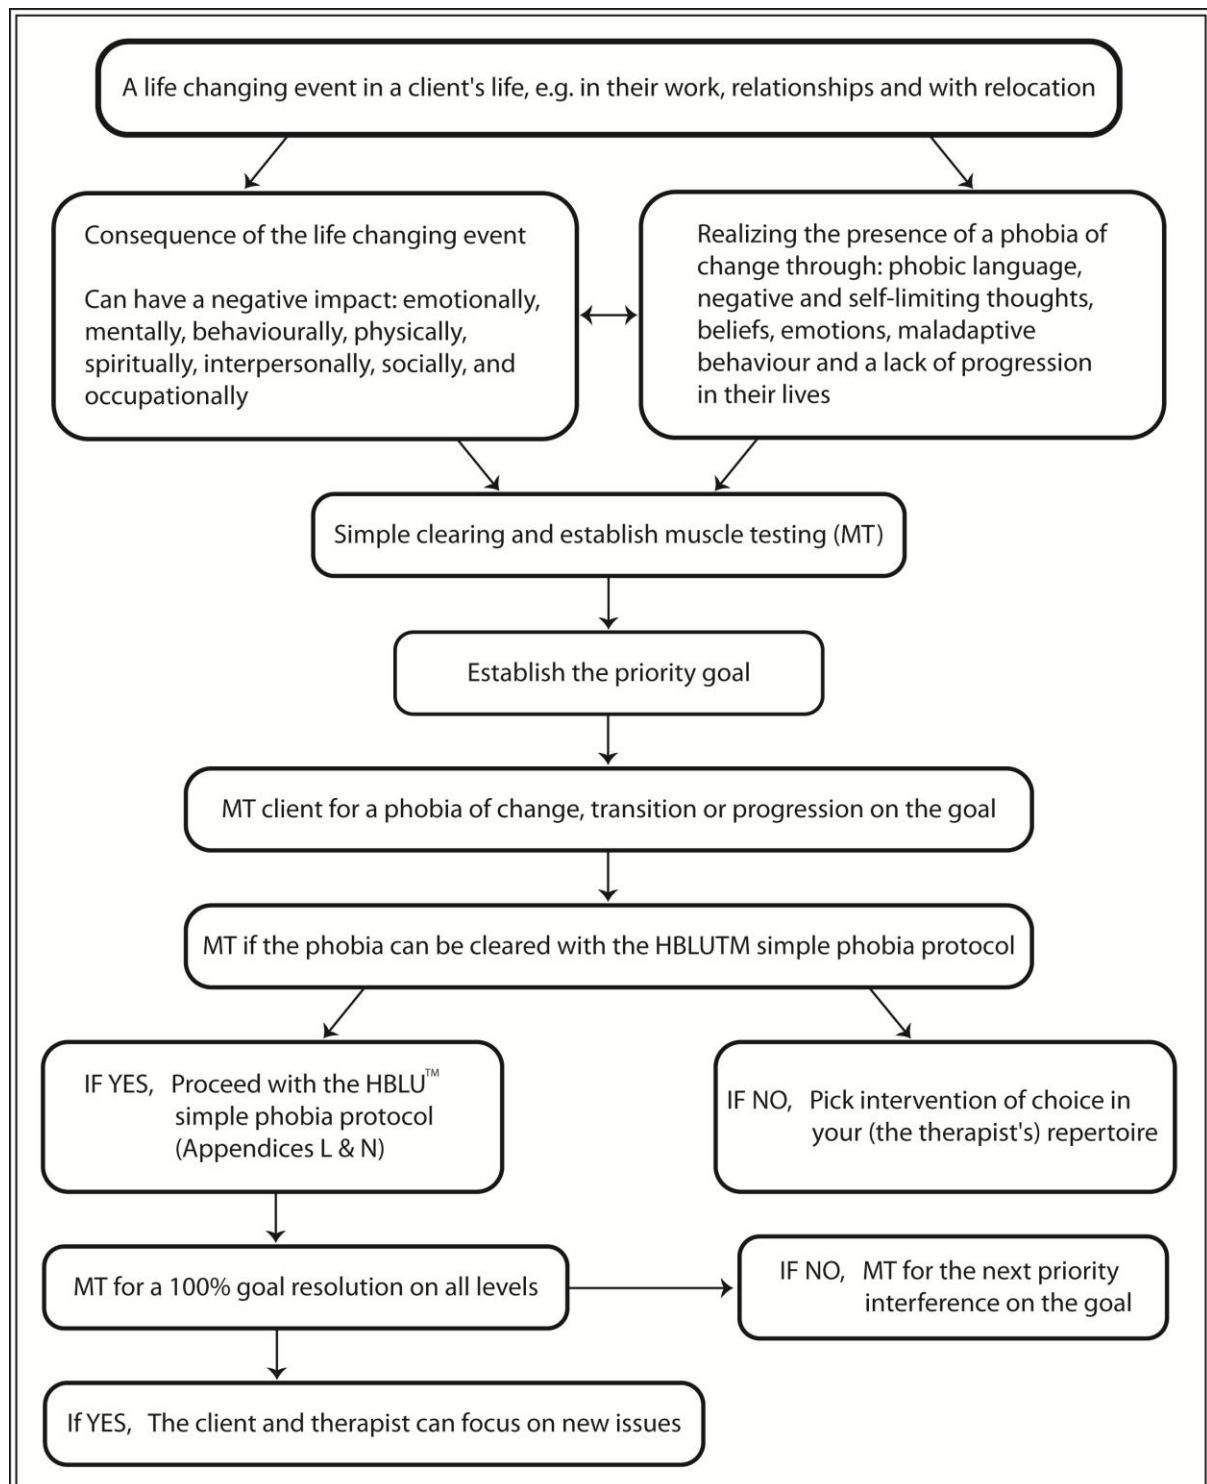 A life changing event in a client's life, e.g. in their work, relationships and with relocation
Consequence of the life changing event
Can have a negative impact: emotionally,
mentally, behaviourally, physically,
spiritually, interpersonally, socially, and
occupationally
Realizing the presence of a phobia of
change through: phobic language,
negative and self-limiting thoughts,
beliefs, emotions, maladaptive
behaviour and a lack of progression
in their lives
Simple clearing and establish muscle testing (MT)
Establish the priority goal
MT client for a phobia of change, transition or progression on the goal
MT if the phobia can be cleared with the HBLUTM simple phobia protocol
IF YES, Proceed with the HBLU™
simple phobia protocol
(Appendices L & N)
IF NO, Pick intervention of choice in
your (the therapist's) repertoire
MT for a 100% goal resolution on all levels
IF NO, MT for the next priority
interference on the goal
If YES, The client and therapist can focus on new issues